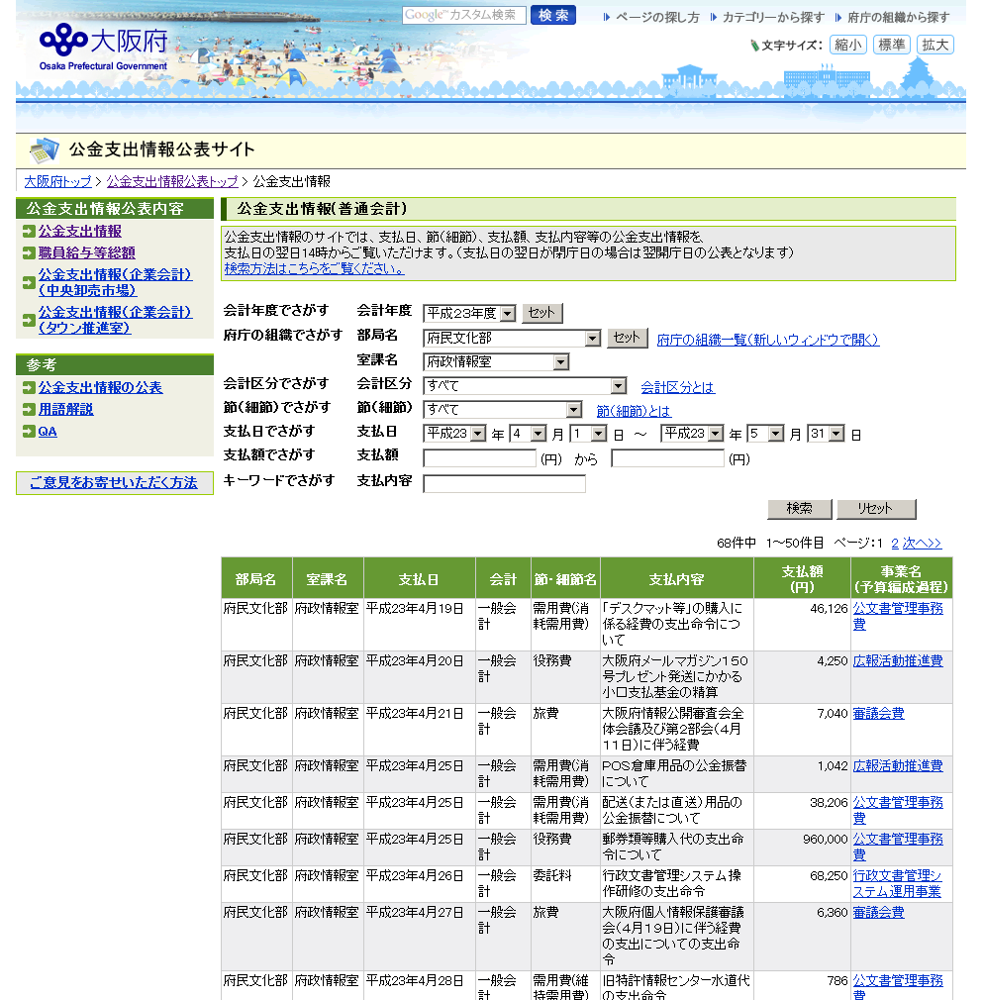 Google™カスタム検索 検索 ページの探し方 カテゴリーから探す 府庁の組織から探す
大阪府
Osaka Prefectural Government
文字サイズ: 縮小 標準 拡大
公金支出情報公表サイト
大阪府トップ > 公金支出情報公表トップ > 公金支出情報
公金支出情報公表内容
公金支出情報
職員給与等総額
公金支出情報(企業会計)
(中央卸売市場)
公金支出情報(企業会計)
(タウン推進室)
参考
公金支出情報の公表
用語解説
QA
ご意見をお寄せいただく方法
公金支出情報(普通会計)
公金支出情報のサイトでは、支払日、節(細節)、支払額、支払内容等の公金支出情報を、
支払日の翌日14時からご覧いただけます。(支払日の翌日が閉庁日の場合は翌開庁日の公表となります)
検索方法はこちらをご覧ください。
会計年度でさがす 会計年度 平成23年度 セット
府庁の組織でさがす 部局名 府民文化部 セット 府庁の組織一覧(新しいウィンドウで開く)
室課名 府政情報室
会計区分でさがす 会計区分 すべて 会計区分とは
節(細節)でさがす 節(細節) すべて 節(細節)とは
支払日でさがす 支払日 平成23 年 4 月 1 日 ～ 平成23 年 5 月 31 日
支払額でさがす 支払額 (円) から (円)
キーワードでさがす 支払内容
検索 リセット
68件中 1～50件目 ページ:1 2 次へ>>
部局名 室課名 支払日 会計 節・細節名 支払内容 支払額(円) 事業名(予算編成過程)
府民文化部 府政情報室 平成23年4月19日 一般会計 需用費(消耗需用費) 「デスクマット等」の購入に係る経費の支出命令について 46,126 公文書管理事務費
府民文化部 府政情報室 平成23年4月20日 一般会計 役務費 大阪府メールマガジン150号プレゼント発送にかかる小口支払基金の精算 4,250 広報活動推進費
府民文化部 府政情報室 平成23年4月21日 一般会計 旅費 大阪府情報公開審査会全体会議及び第2部会(4月11日)に伴う経費 7,040 審議会費
府民文化部 府政情報室 平成23年4月25日 一般会計 需用費(消耗需用費) POS倉庫用品の公金振替について 1,042 広報活動推進費
府民文化部 府政情報室 平成23年4月25日 一般会計 需用費(消耗需用費) 配送(または直送)用品の公金振替について 38,206 公文書管理事務費
府民文化部 府政情報室 平成23年4月25日 一般会計 役務費 郵券類等購入代の支出命令について 960,000 公文書管理事務費
府民文化部 府政情報室 平成23年4月26日 一般会計 委託料 行政文書管理システム操作研修の支出命令 68,250 行政文書管理システム運用事業
府民文化部 府政情報室 平成23年4月27日 一般会計 旅費 大阪府個人情報保護審議会(4月19日)に伴う経費の支出についての支出命令 6,360 審議会費
府民文化部 府政情報室 平成23年4月28日 一般会計 需用費(維持需用費) 旧特許情報センター水道代の支出命令 786 公文書管理事務費